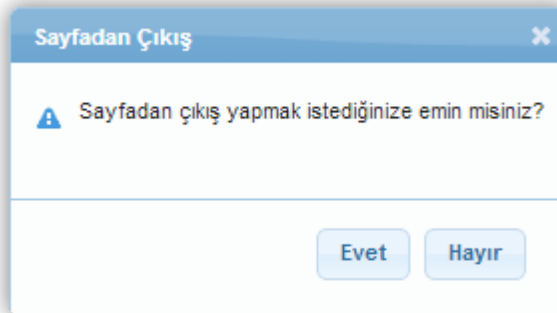 Sayfadan Çıkış
Sayfadan çıkış yapmak istediğinize emin misiniz?
Evet
Hayır